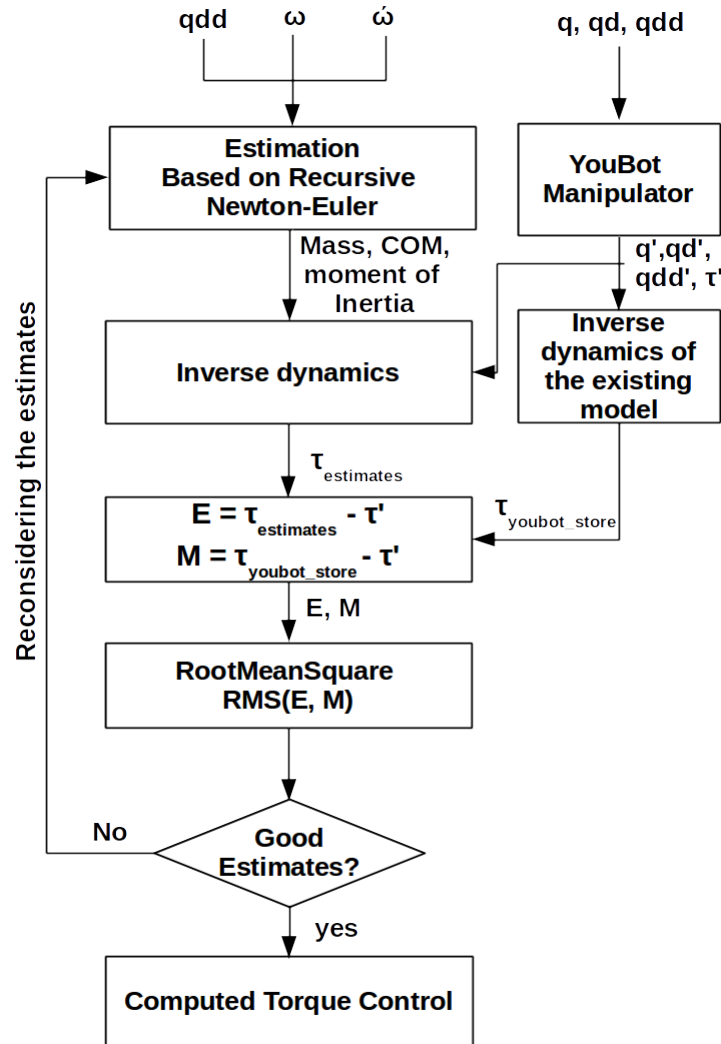 qdd
ω
ώ
q, qd, qdd
Estimation
Based on Recursive
Newton-Euler
YouBot
Manipulator
Mass, COM,
moment of
Inertia
q',qd',
qdd', τ'
Inverse dynamics
Inverse
dynamics of
the existing
model
Reconsidering the estimates
τestimates
τyoubot_store
E = τestimates - τ'
M = τyoubot_store - τ'
E, M
RootMeanSquare
RMS(E, M)
No
Good
Estimates?
yes
Computed Torque Control